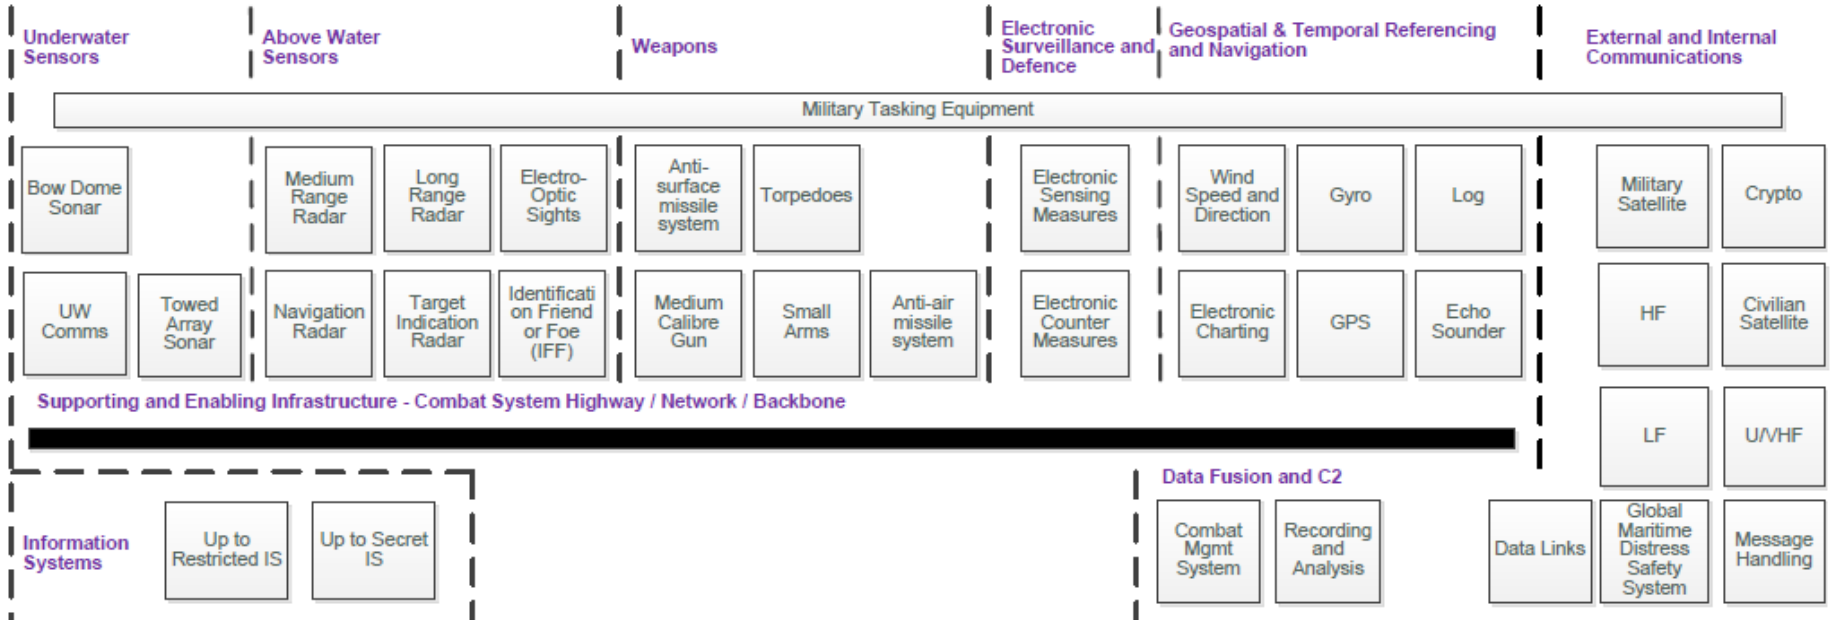 Underwater
Sensors
Above Water
Sensors
Weapons
Electronic
Surveillance and
Defence
Geospatial & Temporal Referencing
and Navigation
External and Internal
Communications
Military Tasking Equipment
Bow Dome
Sonar
Medium
Range
Radar
Long
Range
Radar
Electro-
Optic
Sights
Anti-
surface
missile
system
Torpedoes
Electronic
Sensing
Measures
Wind
Speed and
Direction
Gyro
Log
Military
Satellite
Crypto
UW
Comms
Towed
Array
Sonar
Navigation
Radar
Target
Indication
Radar
Identificati
on Friend
or Foe
(IFF)
Medium
Calibre
Gun
Small
Arms
Anti-air
missile
system
Electronic
Counter
Measures
Electronic
Charting
GPS
Echo
Sounder
HF
Civilian
Satellite
Supporting and Enabling Infrastructure - Combat System Highway / Network / Backbone
LF
U/VHF
Information
Systems
Up to
Restricted IS
Up to Secret
IS
Data Fusion and C2
Combat
Mgmt
System
Recording
and
Analysis
Data Links
Global
Maritime
Distress
Safety
System
Message
Handling